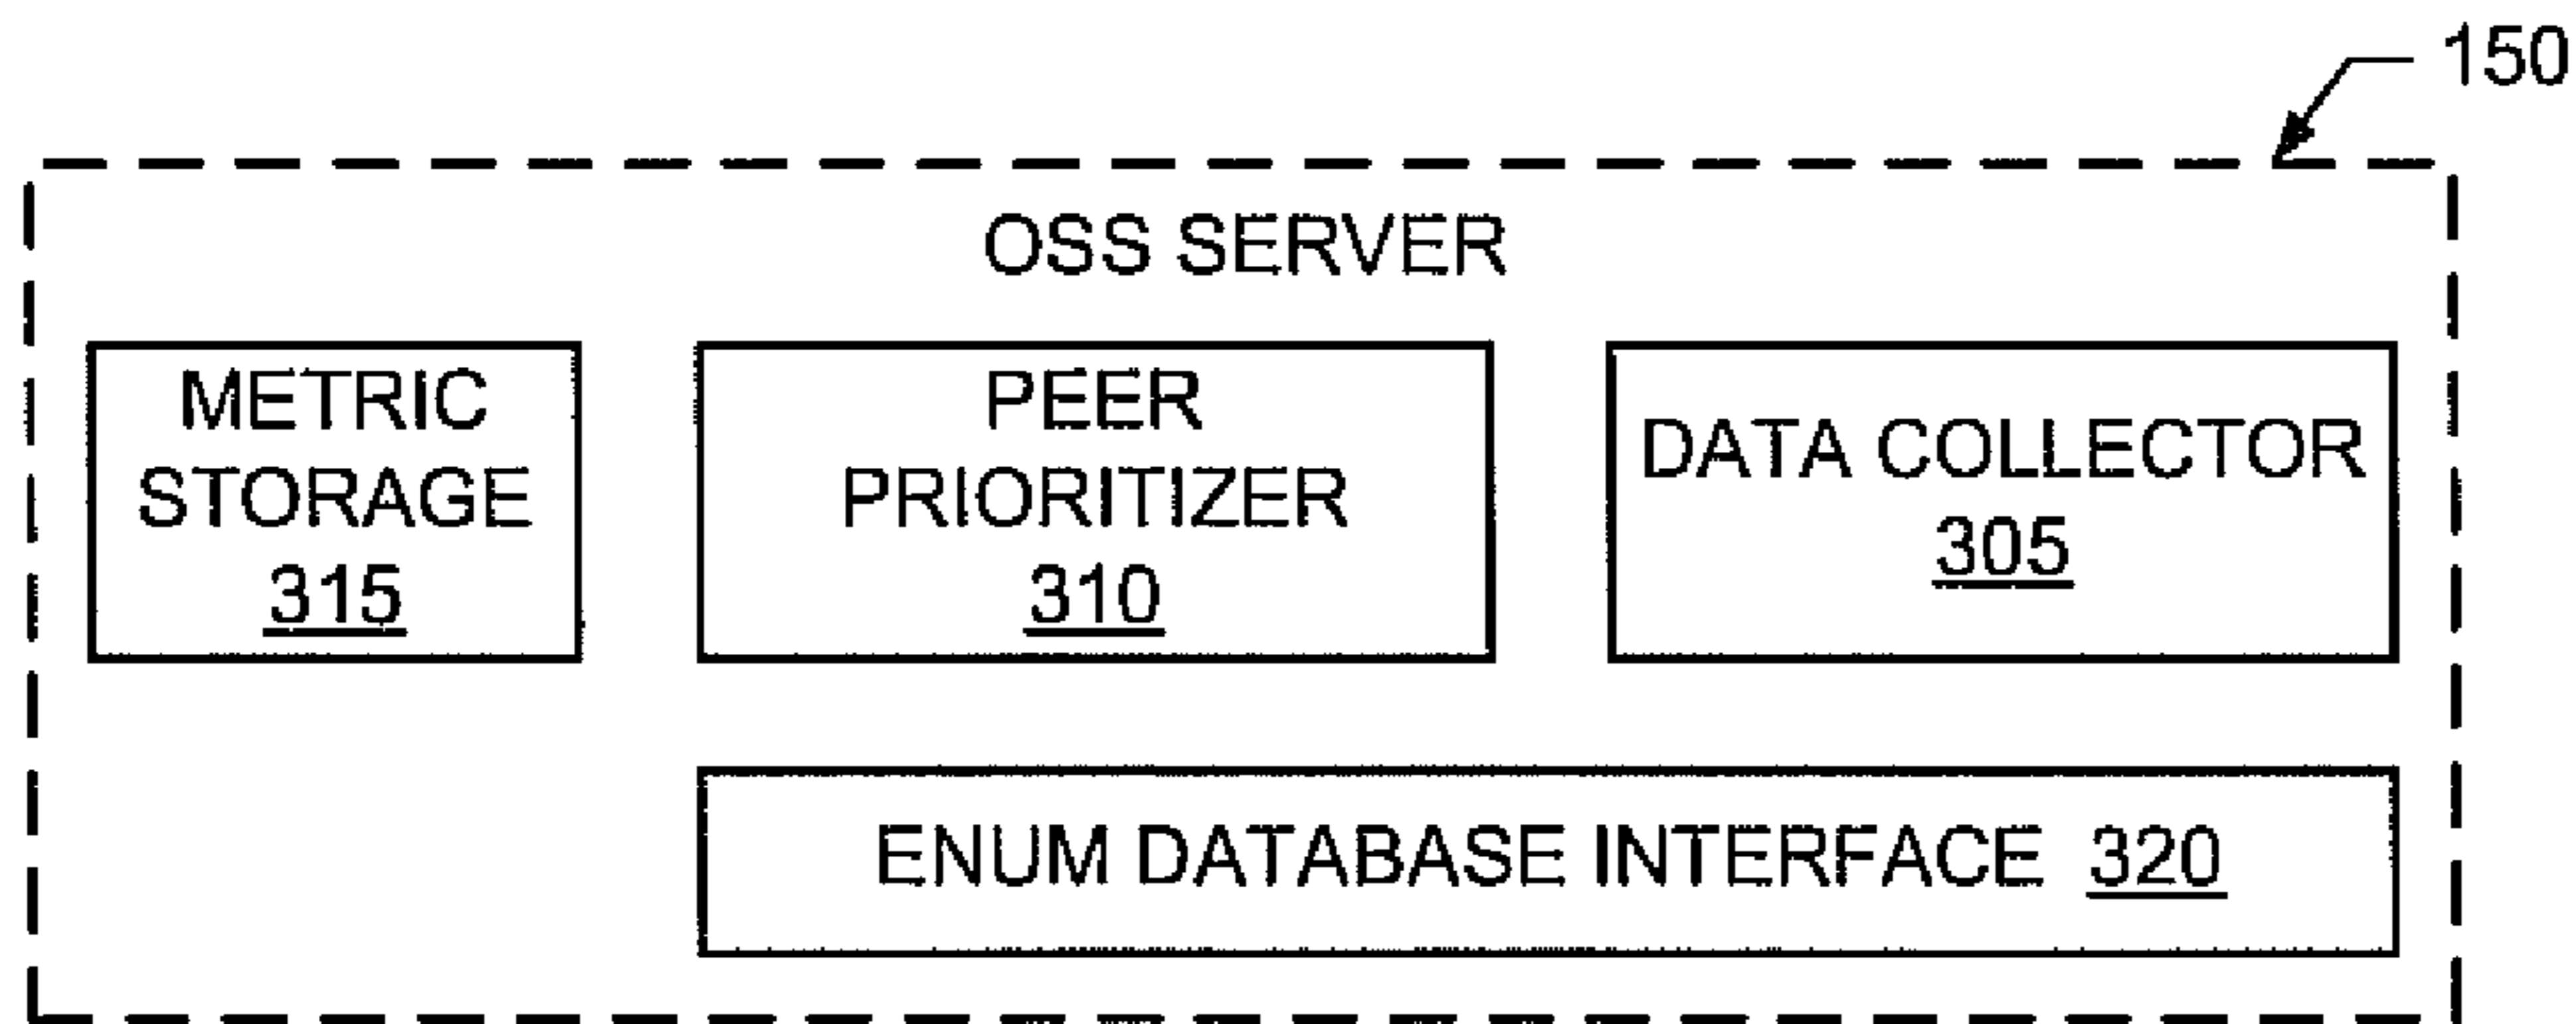 150
OSS SERVER
METRIC
STORAGE
315
PEER
PRIORITIZER
310
DATA COLLECTOR
305
ENUM DATABASE INTERFACE 320